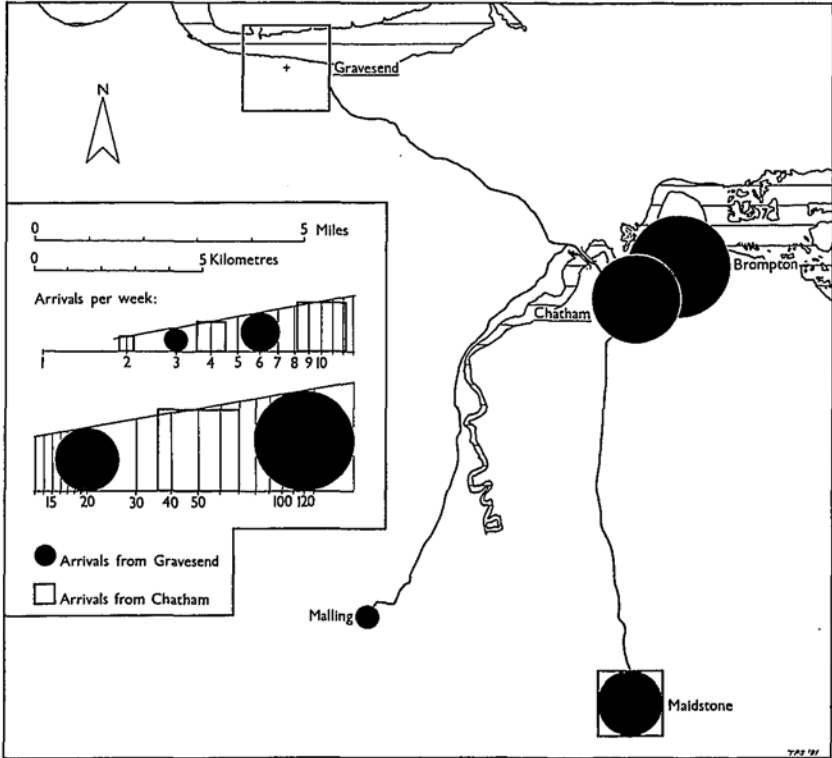 Gravesend
N
0 5 Miles
0 5 Kilometres
Brompton
Arrivals per week:
Chatham
1 2 3 4 5 6 7 8 9 10
15 20 30 40 50 100 120
Arrivals from Gravesend
Arrivals from Chatham
Malling
Maidstone